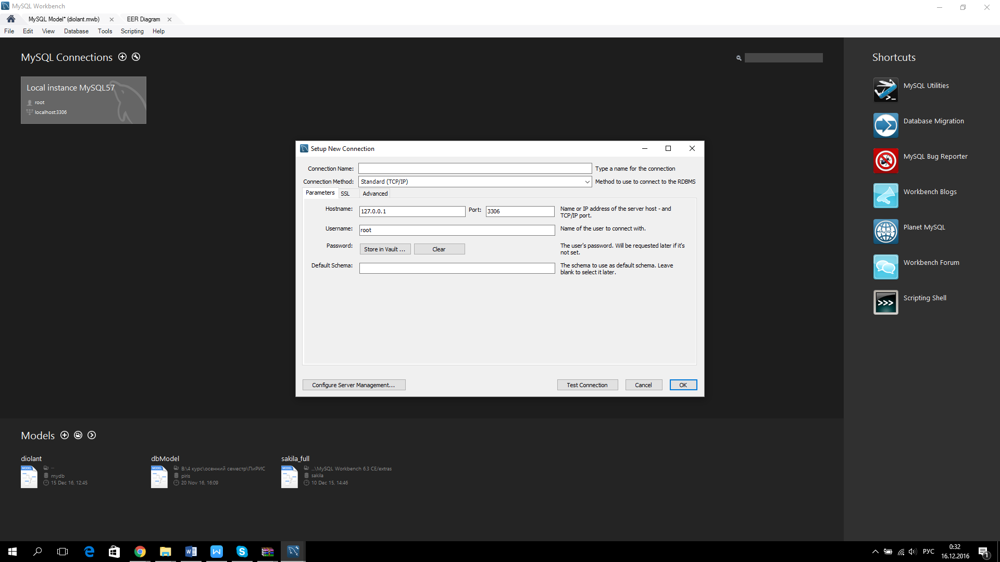 MySQL Workbench
MySQL Model* (diolant.mwb)
EER Diagram
File Edit View Database Tools Scripting Help
MySQL Connections
Local instance MySQL57
root
localhost:3306
Shortcuts
MySQL Utilities
Database Migration
MySQL Bug Reporter
Workbench Blogs
Planet MySQL
Workbench Forum
Scripting Shell
Setup New Connection
Connection Name: Type a name for the connection
Connection Method: Standard (TCP/IP) Method to use to connect to the RDBMS
Parameters SSL Advanced
Hostname: 127.0.0.1 Port: 3306 Name or IP address of the server host - and
TCP/IP port.
Username: root Name of the user to connect with.
Password: Store in Vault ... Clear The user's password. Will be requested later if it's
not set.
Default Schema: The schema to use as default schema. Leave
blank to select it later.
Configure Server Management... Test Connection Cancel OK
Models
diolant
MODEL
--
mydb
15 Dec 16, 12:45
dbModel
MODEL
B:\4 курс\осенний семестр\ПиРИС
piris
20 Nov 16, 16:09
sakila_full
MODEL
...\MySQL Workbench 6.3 CE/extras
sakila
10 Dec 15, 14:46
РУС
0:32
16.12.2016
1